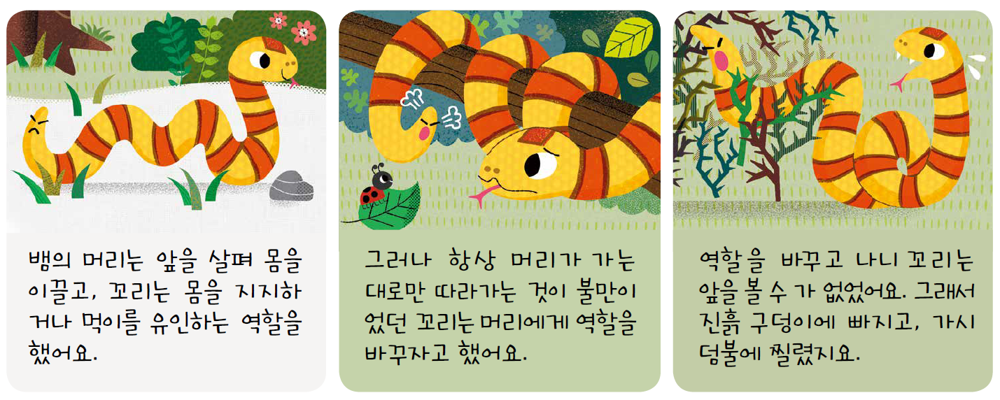 뱀의 머리는 앞을 살펴 몸을
이끌고, 꼬리는 몸을 지지하
거나 먹이를 유인하는 역할을
했어요.
그러나 항상 머리가 가는
대로만 따라가는 것이 불만이
었던 꼬리는 머리에게 역할을
바꾸자고 했어요.
역할을 바꾸고 나니 꼬리는
앞을 볼 수 가 없었어요. 그래서
진흙 구덩이에 빠지고, 가시
덤불에 찔렸지요.